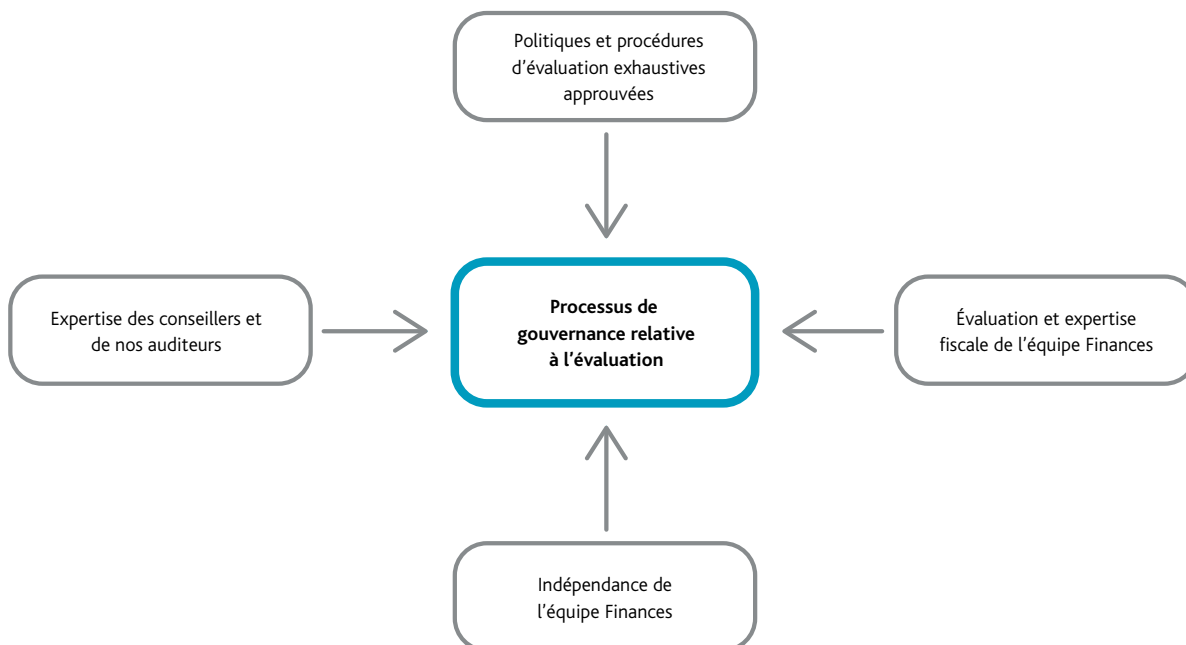 Politiques et procédures
d’évaluation exhaustives
approuvées
Expertise des conseillers et
de nos auditeurs
Processus de
gouvernance relative
à l’évaluation
Évaluation et expertise
fiscale de l’équipe Finances
Indépendance de
l’équipe Finances